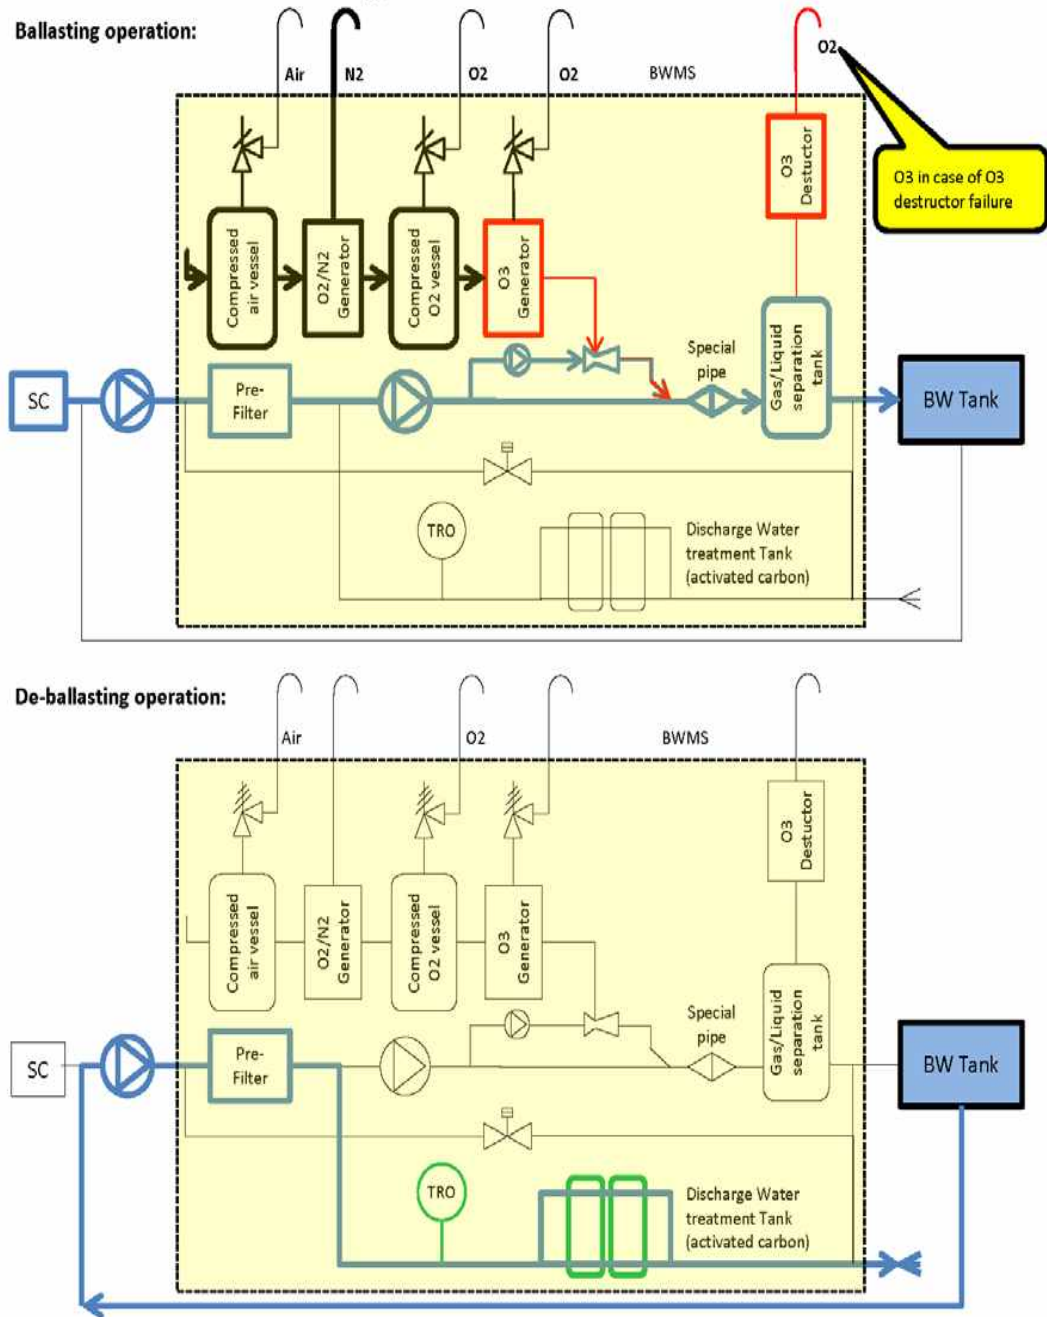 Ballasting operation:
Air
N2
O2
O2
BWMS
O2
O3
Destuctor
O3 in case of O3
destructor failure
Compressed
air vessel
O2/N2
Generator
Compressed
O2 vessel
O3
Generator
Gas/Liquid
separation
tank
SC
Pre-
Filter
Special
pipe
BW Tank
TRO
Discharge Water
treatment Tank
(activated carbon)
De-ballasting operation:
Air
O2
BWMS
O3
Destuctor
Compressed
air vessel
O2/N2
Generator
Compressed
O2 vessel
O3
Generator
Gas/Liquid
separation
tank
SC
Pre-
Filter
Special
pipe
BW Tank
TRO
Discharge Water
treatment Tank
(activated carbon)